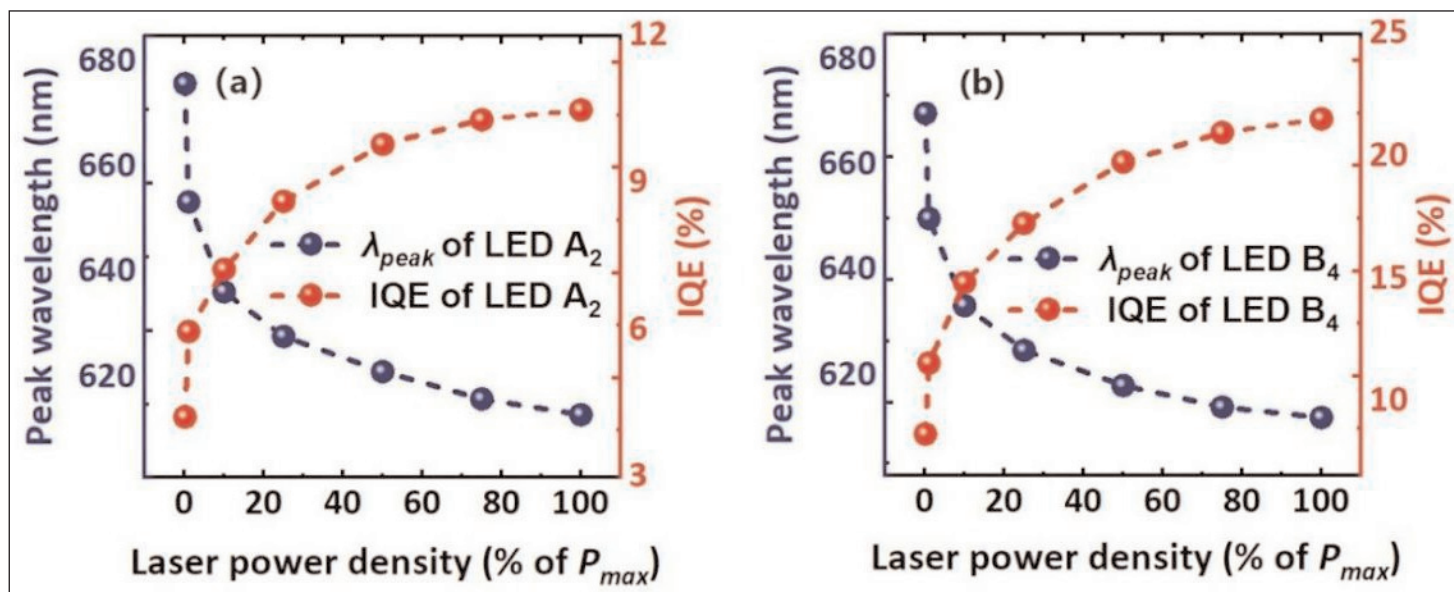 (a)
Peak wavelength (nm)
680
660
640
620
12
9
6
3
IQE (%)
λpeak of LED A2
IQE of LED A2
0 20 40 60 80 100
Laser power density (% of Pmax)
(b)
Peak wavelength (nm)
680
660
640
620
25
20
15
10
IQE (%)
λpeak of LED B4
IQE of LED B4
0 20 40 60 80 100
Laser power density (% of Pmax)